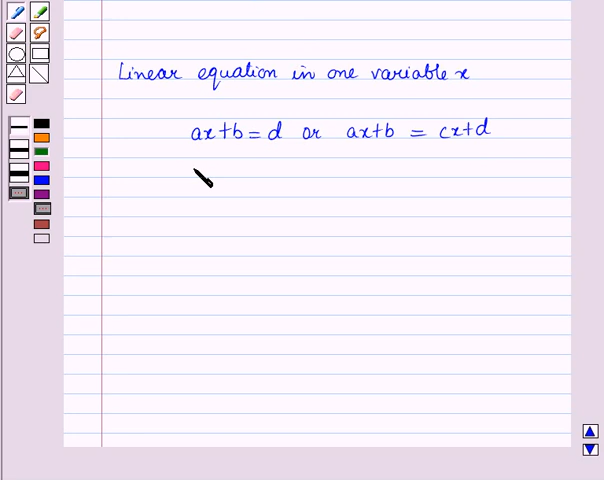 Linear equation in one variable x
ax+b = d or ax+b = cx+d